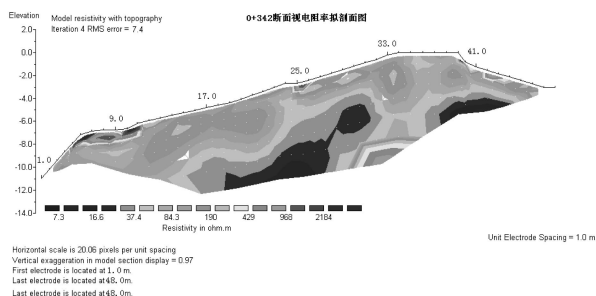 Elevation
Model resistivity with topography
Iteration 4 RMS error = 7.4
0+342断面视电阻率拟剖面图
2.0
0.0
-2.0
-4.0
-6.0
-8.0
-10.0
-12.0
-14.0
1.0
9.0
17.0
25.0
33.0
41.0
7.3 16.6 37.4 84.3 190 429 968 2184
Resistivity in ohm.m
Unit Electrode Spacing = 1.0 m
Horizontal scale is 20.06 pixels per unit spacing
Vertical exaggeration in model section display = 0.97
First electrode is located at 1.0 m.
Last electrode is located at48.0m.
Last electrode is located at48.0m.